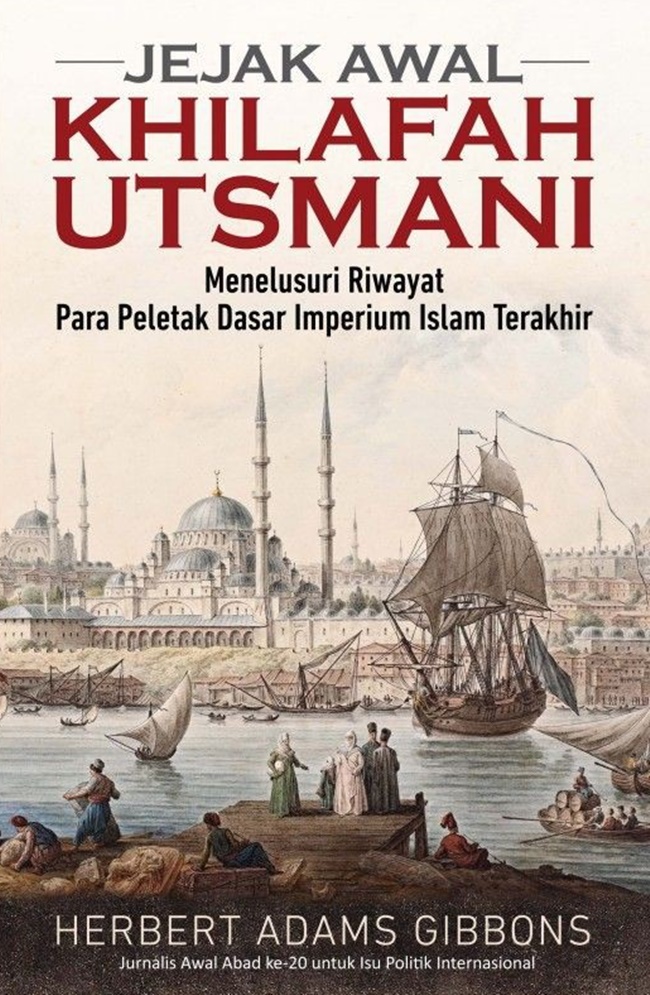 JEJAK AWAL
KHILAFAH
UTSMANI
Menelusuri Riwayat
Para Peletak Dasar Imperium Islam Terakhir
HERBERT ADAMS GIBBONS
Jurnalis Awal Abad ke-20 untuk Isu Politik Internasional